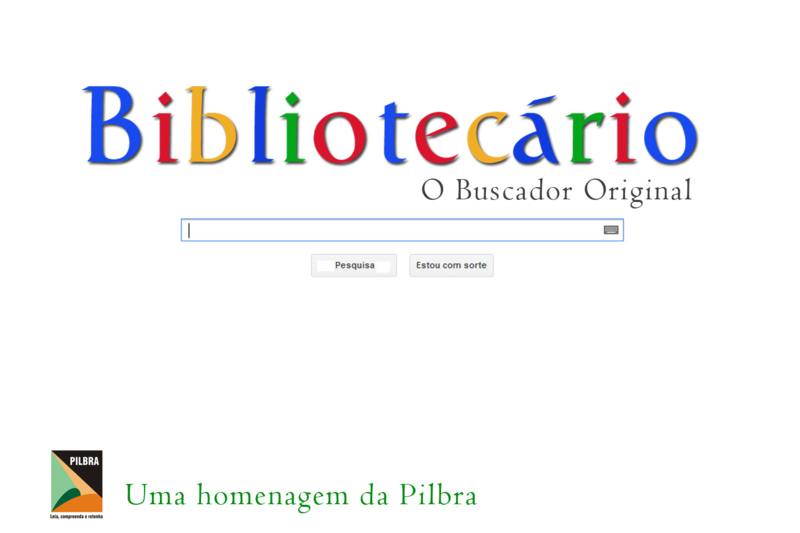 Bibliotecário
O Buscador Original
Pesquisa
Estou com sorte
PILBRA
Leia, compreenda e retenha
Uma homenagem da Pilbra